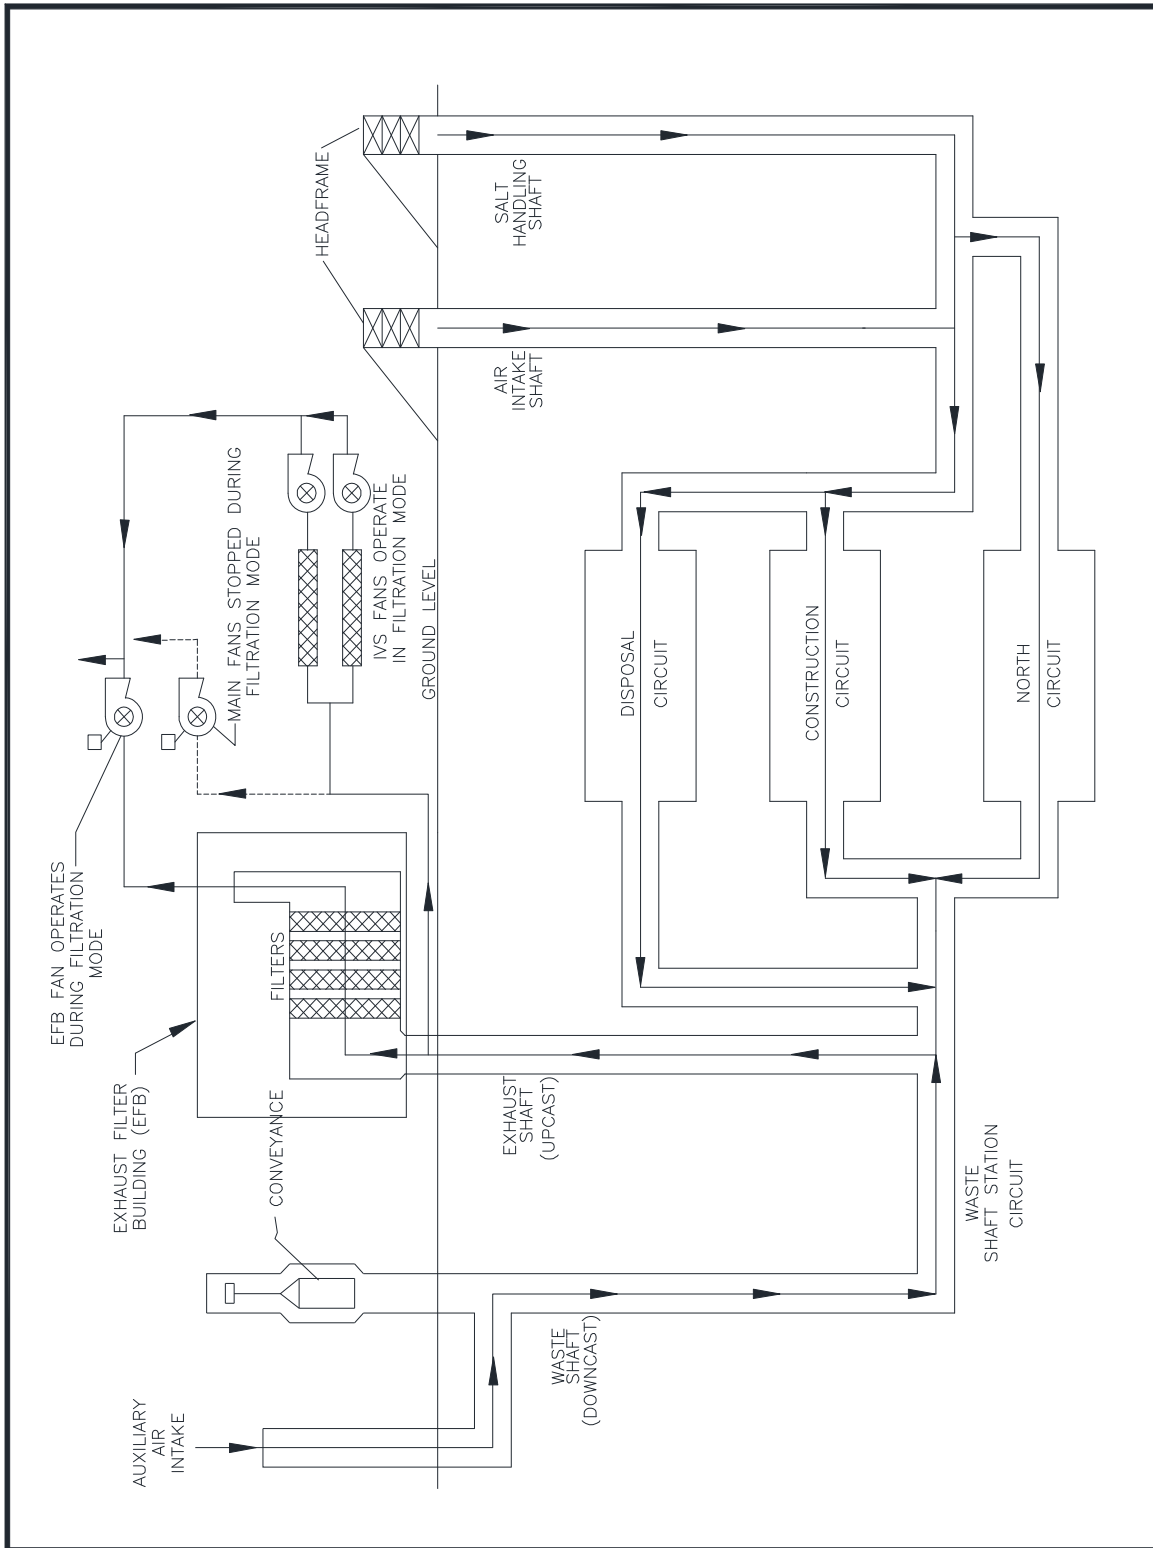 EFB FAN OPERATES
DURING FILTRATION
MODE
EXHAUST FILTER
BUILDING (EFB)
AUXILIARY
AIR
INTAKE
CONVEYANCE
FILTERS
MAIN FANS STOPPED DURING
FILTRATION MODE
IVS FANS OPERATE
IN FILTRATION MODE
HEADFRAME
GROUND LEVEL
WASTE
SHAFT
(DOWNCAST)
EXHAUST
SHAFT
(UPCAST)
AIR
INTAKE
SHAFT
SALT
HANDLING
SHAFT
DISPOSAL
CIRCUIT
CONSTRUCTION
CIRCUIT
NORTH
CIRCUIT
WASTE
SHAFT STATION
CIRCUIT